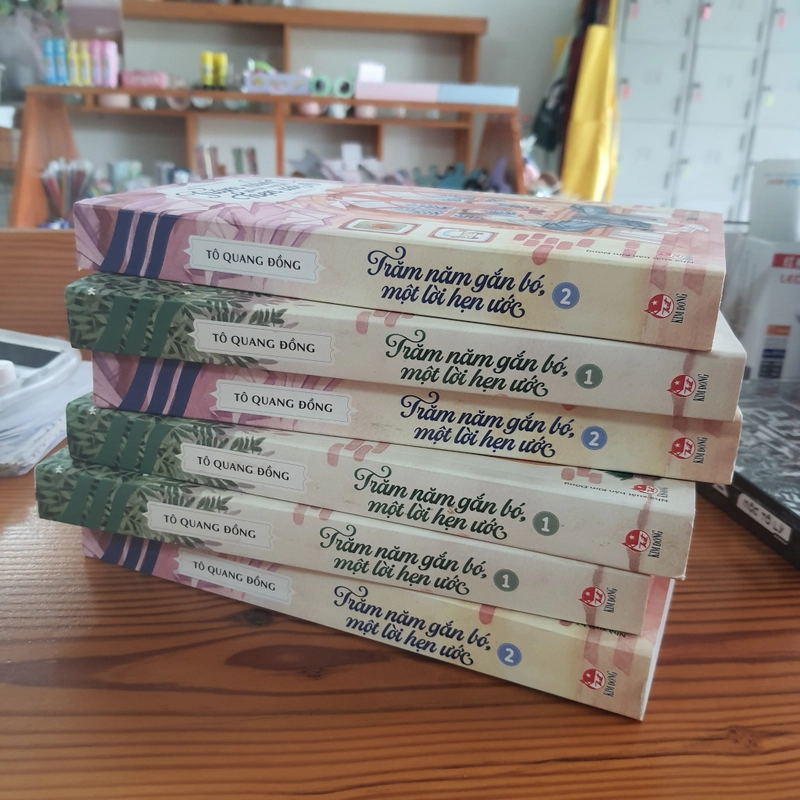 TÔ QUANG ĐỒNG
Trăm năm gắn bó,
một lời hẹn ước
2
KIM ĐỒNG
TÔ QUANG ĐỒNG
Trăm năm gắn bó,
một lời hẹn ước
1
KIM ĐỒNG
TÔ QUANG ĐỒNG
Trăm năm gắn bó,
một lời hẹn ước
2
KIM ĐỒNG
TÔ QUANG ĐỒNG
Trăm năm gắn bó,
một lời hẹn ước
1
KIM ĐỒNG
TÔ QUANG ĐỒNG
Trăm năm gắn bó,
một lời hẹn ước
1
KIM ĐỒNG
TÔ QUANG ĐỒNG
Trăm năm gắn bó,
một lời hẹn ước
2
KIM ĐỒNG